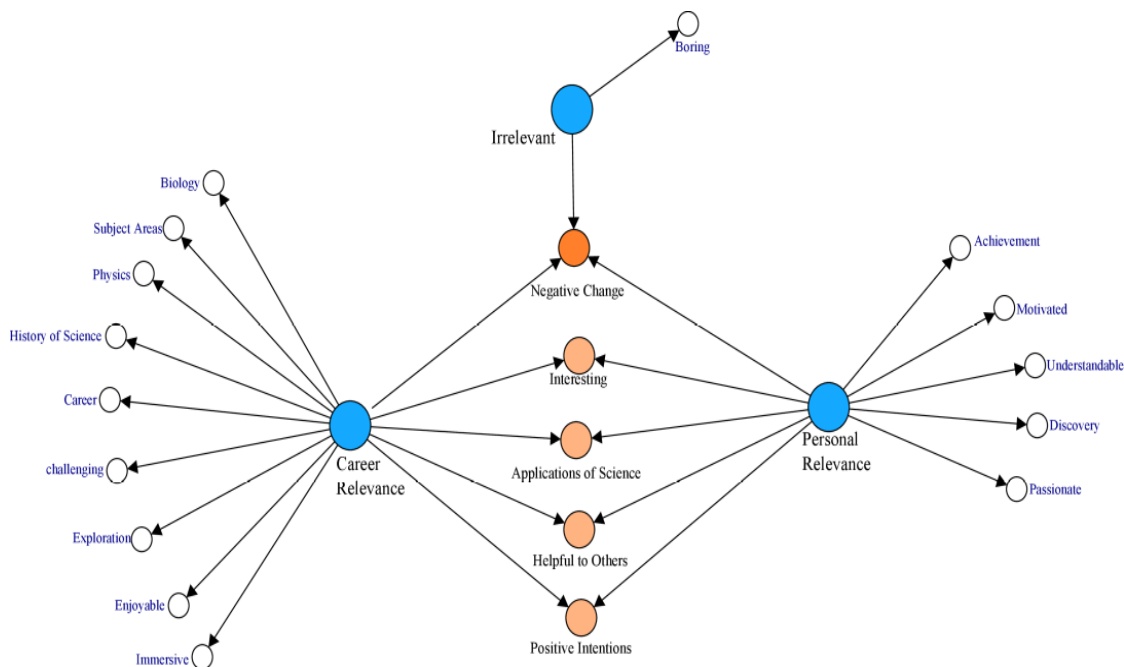 Boring
Irrelevant
Biology
Subject Areas
Physics
History of Science
Career
challenging
Exploration
Enjoyable
Immersive
Career
Relevance
Negative Change
Interesting
Applications of Science
Helpful to Others
Positive Intentions
Personal
Relevance
Achievement
Motivated
Understandable
Discovery
Passionate